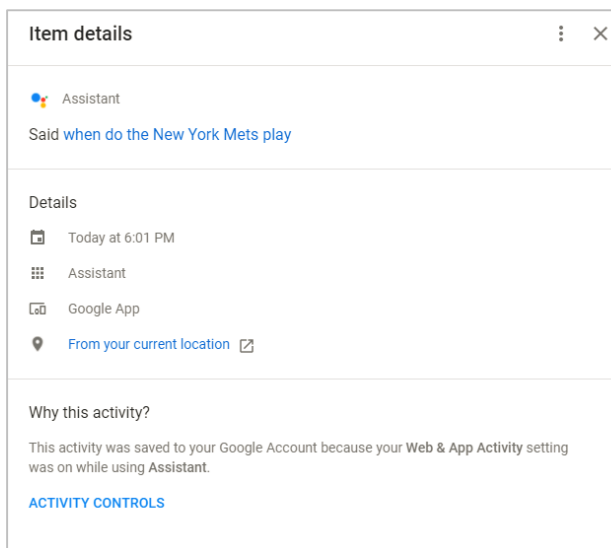 Item details
Assistant
Said when do the New York Mets play
Details
Today at 6:01 PM
Assistant
Google App
From your current location
Why this activity?
This activity was saved to your Google Account because your Web & App Activity setting
was on while using Assistant.
ACTIVITY CONTROLS